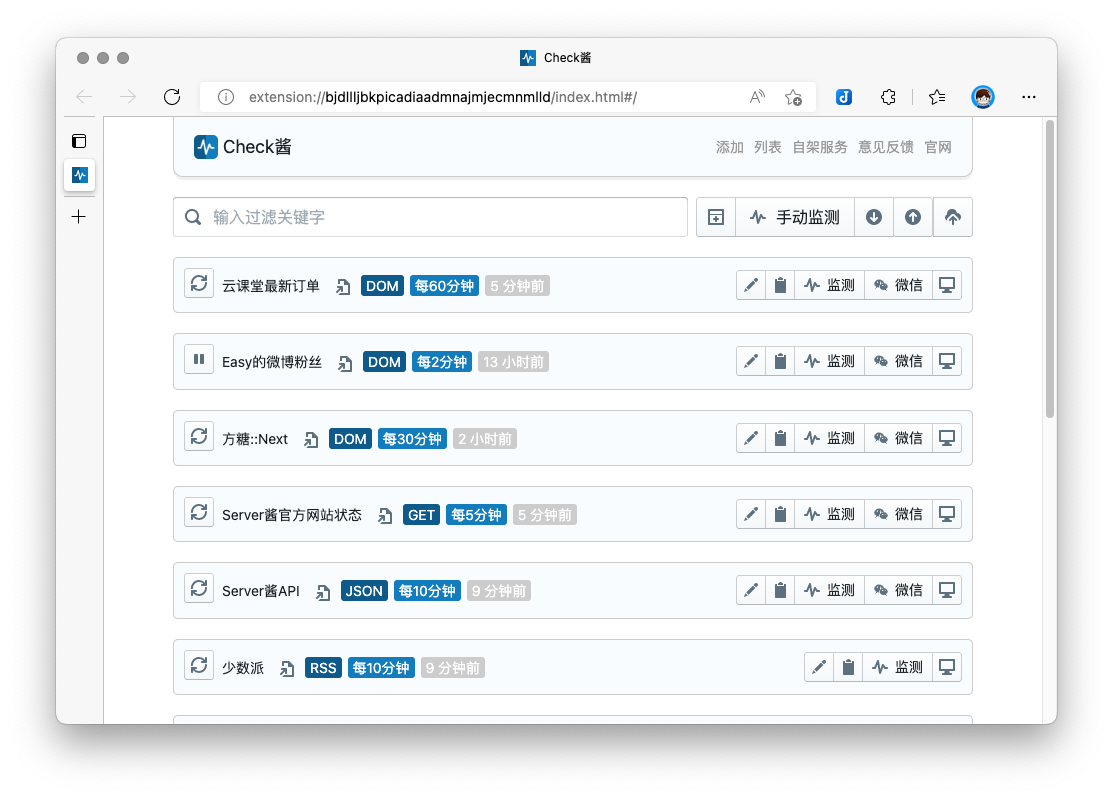 Check酱
extension://bjdllljbkpicadiaadmnajmjecmnmlld/index.html#/
Check酱 添加 列表 自架服务 意见反馈 官网
输入过滤关键字 手动监测
云课堂最新订单 DOM 每60分钟 5 分钟前 监测 微信
Easy的微博粉丝 DOM 每2分钟 13 小时前 监测 微信
方糖::Next DOM 每30分钟 2 小时前 监测 微信
Server酱官方网站状态 GET 每5分钟 5 分钟前 监测 微信
Server酱API JSON 每10分钟 9 分钟前 监测 微信
少数派 RSS 每10分钟 9 分钟前 监测